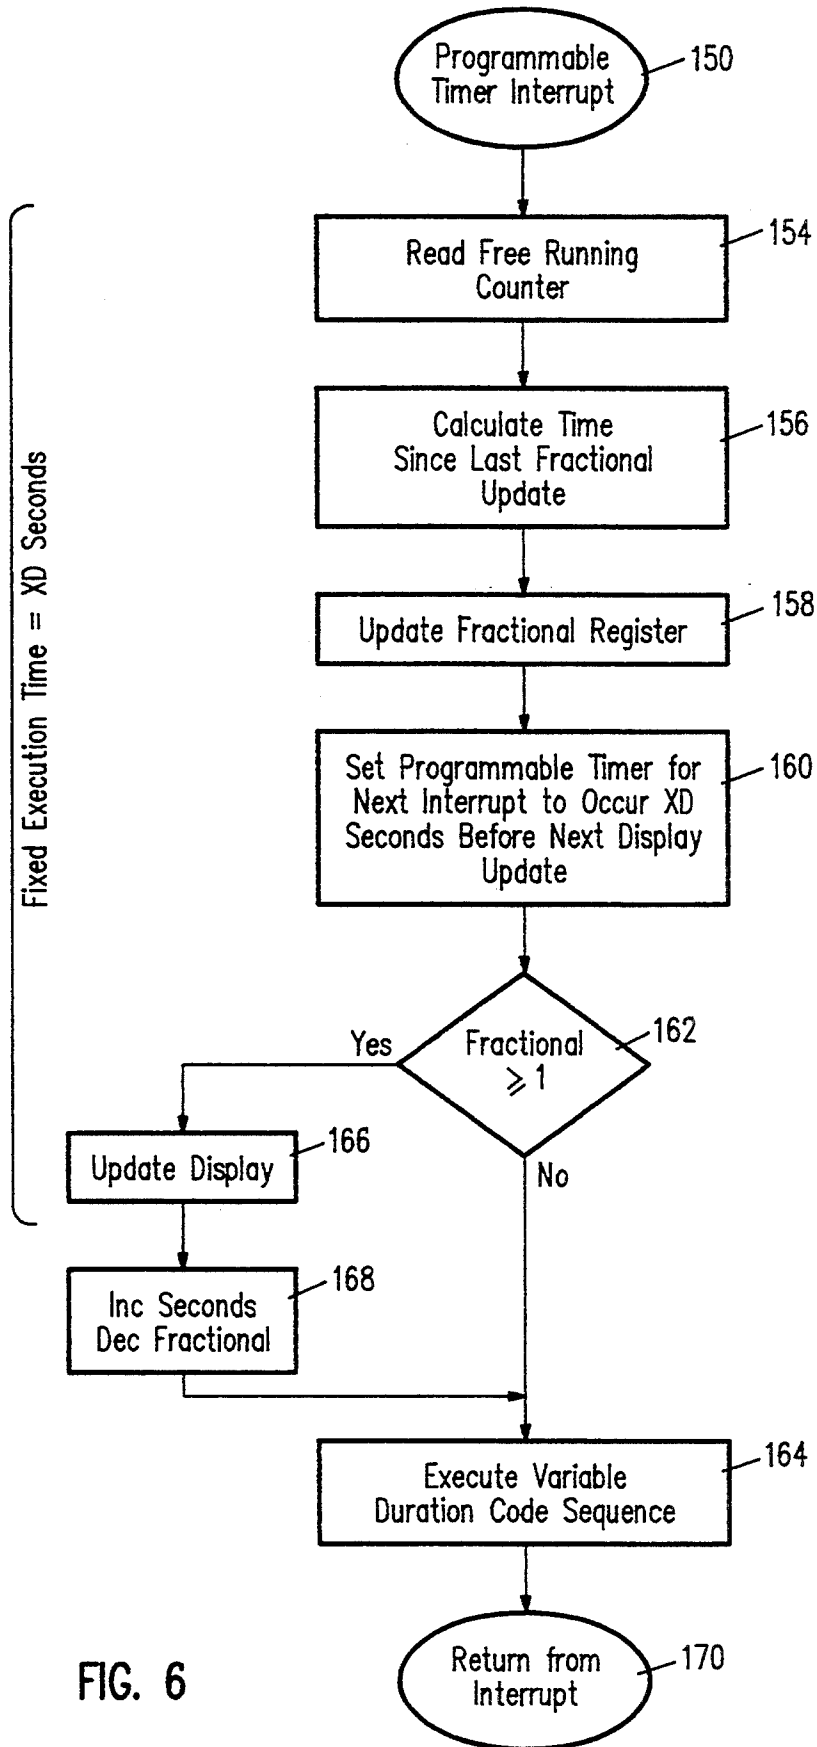 Programmable
Timer Interrupt
150
Read Free Running
Counter
154
Calculate Time
Since Last Fractional
Update
156
Update Fractional Register
158
Set Programmable Timer for
Next Interrupt to Occur XD
Seconds Before Next Display
Update
160
Fixed Execution Time = XD Seconds
Fractional
≥ 1
162
Yes
No
Update Display
166
Inc Seconds
Dec Fractional
168
Execute Variable
Duration Code Sequence
164
Return from
Interrupt
170
FIG. 6